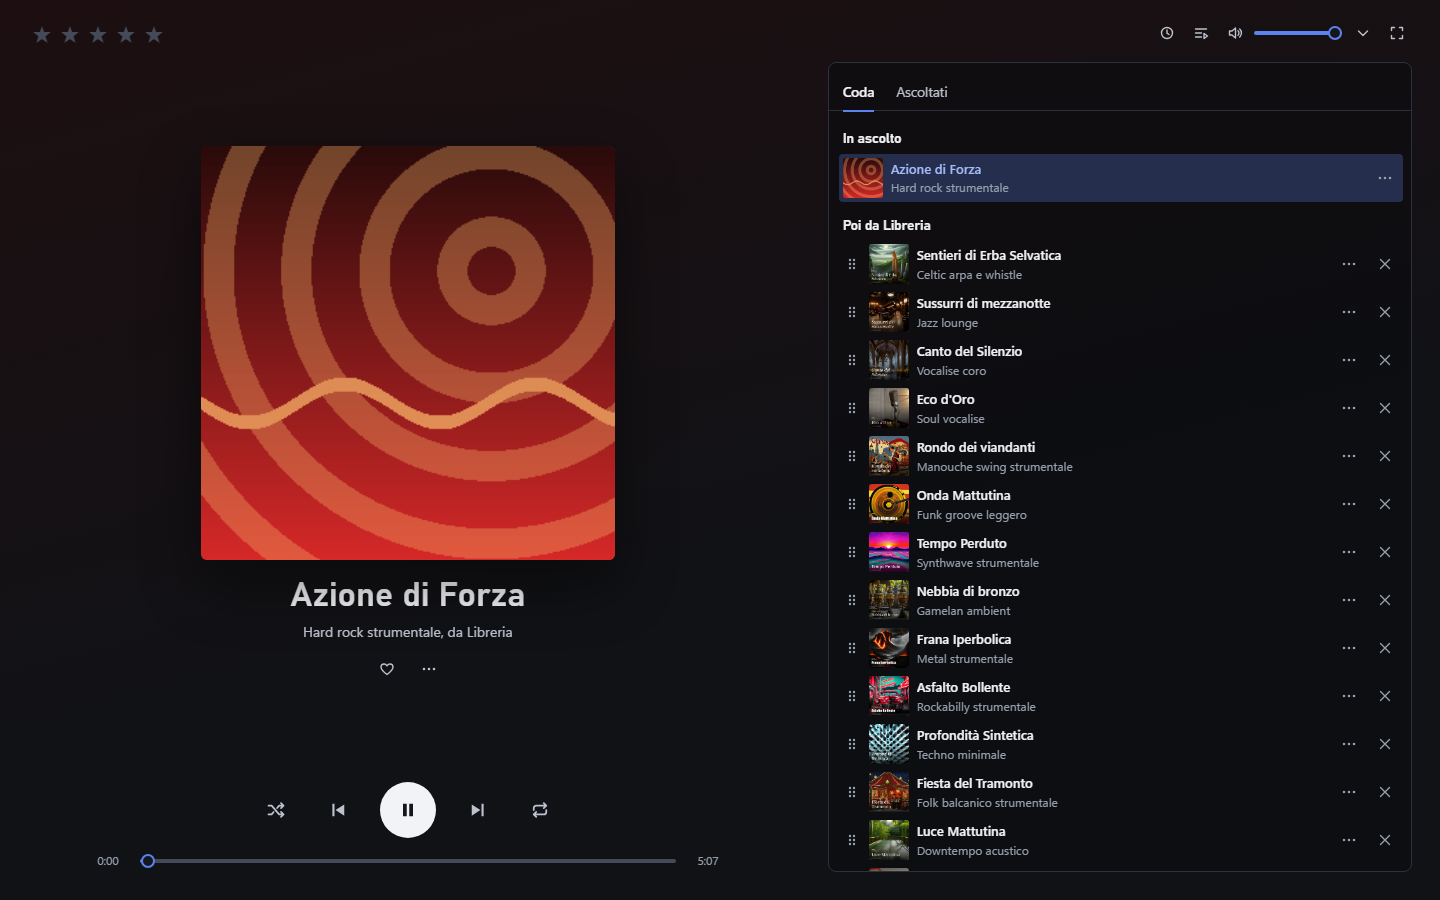 Coda
Ascoltati
In ascolto
Azione di Forza
Hard rock strumentale
Poi da Libreria
Sentieri di Erba Selvatica
Celtic arpa e whistle
Sussurri di mezzanotte
Jazz lounge
Canto del Silenzio
Vocalise coro
Eco d'Oro
Soul vocalise
Rondo dei viandanti
Manouche swing strumentale
Onda Mattutina
Funk groove leggero
Tempo Perduto
Synthwave strumentale
Nebbia di bronzo
Gamelan ambient
Frana Iperbolica
Metal strumentale
Asfalto Bollente
Rockabilly strumentale
Profondità Sintetica
Techno minimale
Fiesta del Tramonto
Folk balcanico strumentale
Luce Mattutina
Downtempo acustico
Azione di Forza
Hard rock strumentale, da Libreria
0:00
5:07